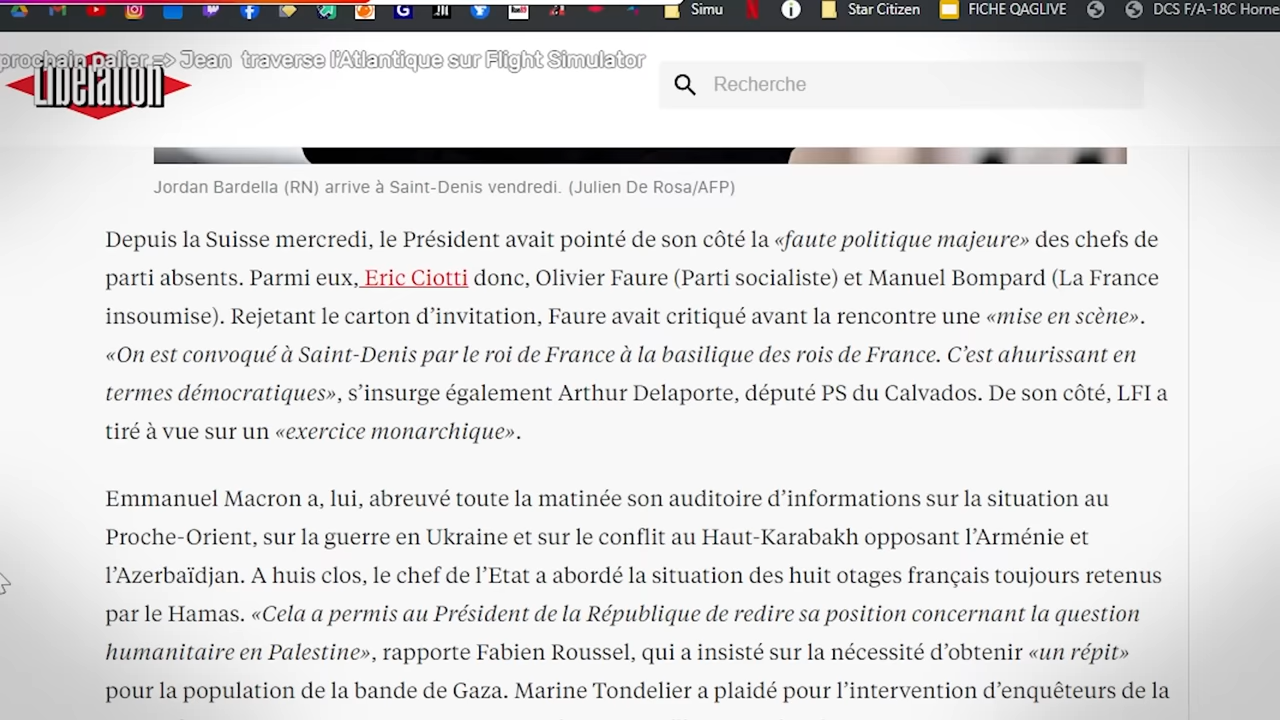 Simu
Star Citizen
FICHE QAGLIVE
DCS F/A-18C Horne
prochain palier => Jean traverse l'Atlantique sur Flight Simulator
Libération
Recherche
Jordan Bardella (RN) arrive à Saint-Denis vendredi. (Julien De Rosa/AFP)
Depuis la Suisse mercredi, le Président avait pointé de son côté la «faute politique majeure» des chefs de
parti absents. Parmi eux, Eric Ciotti donc, Olivier Faure (Parti socialiste) et Manuel Bompard (La France
insoumise). Rejetant le carton d’invitation, Faure avait critiqué avant la rencontre une «mise en scène».
«On est convoqué à Saint-Denis par le roi de France à la basilique des rois de France. C’est ahurissant en
termes démocratiques», s’insurge également Arthur Delaporte, député PS du Calvados. De son côté, LFI a
tiré à vue sur un «exercice monarchique».
Emmanuel Macron a, lui, abreuvé toute la matinée son auditoire d’informations sur la situation au
Proche-Orient, sur la guerre en Ukraine et sur le conflit au Haut-Karabakh opposant l’Arménie et
l’Azerbaïdjan. A huis clos, le chef de l’Etat a abordé la situation des huit otages français toujours retenus
par le Hamas. «Cela a permis au Président de la République de redire sa position concernant la question
humanitaire en Palestine», rapporte Fabien Roussel, qui a insisté sur la nécessité d’obtenir «un répit»
pour la population de la bande de Gaza. Marine Tondelier a plaidé pour l’intervention d’enquêteurs de la